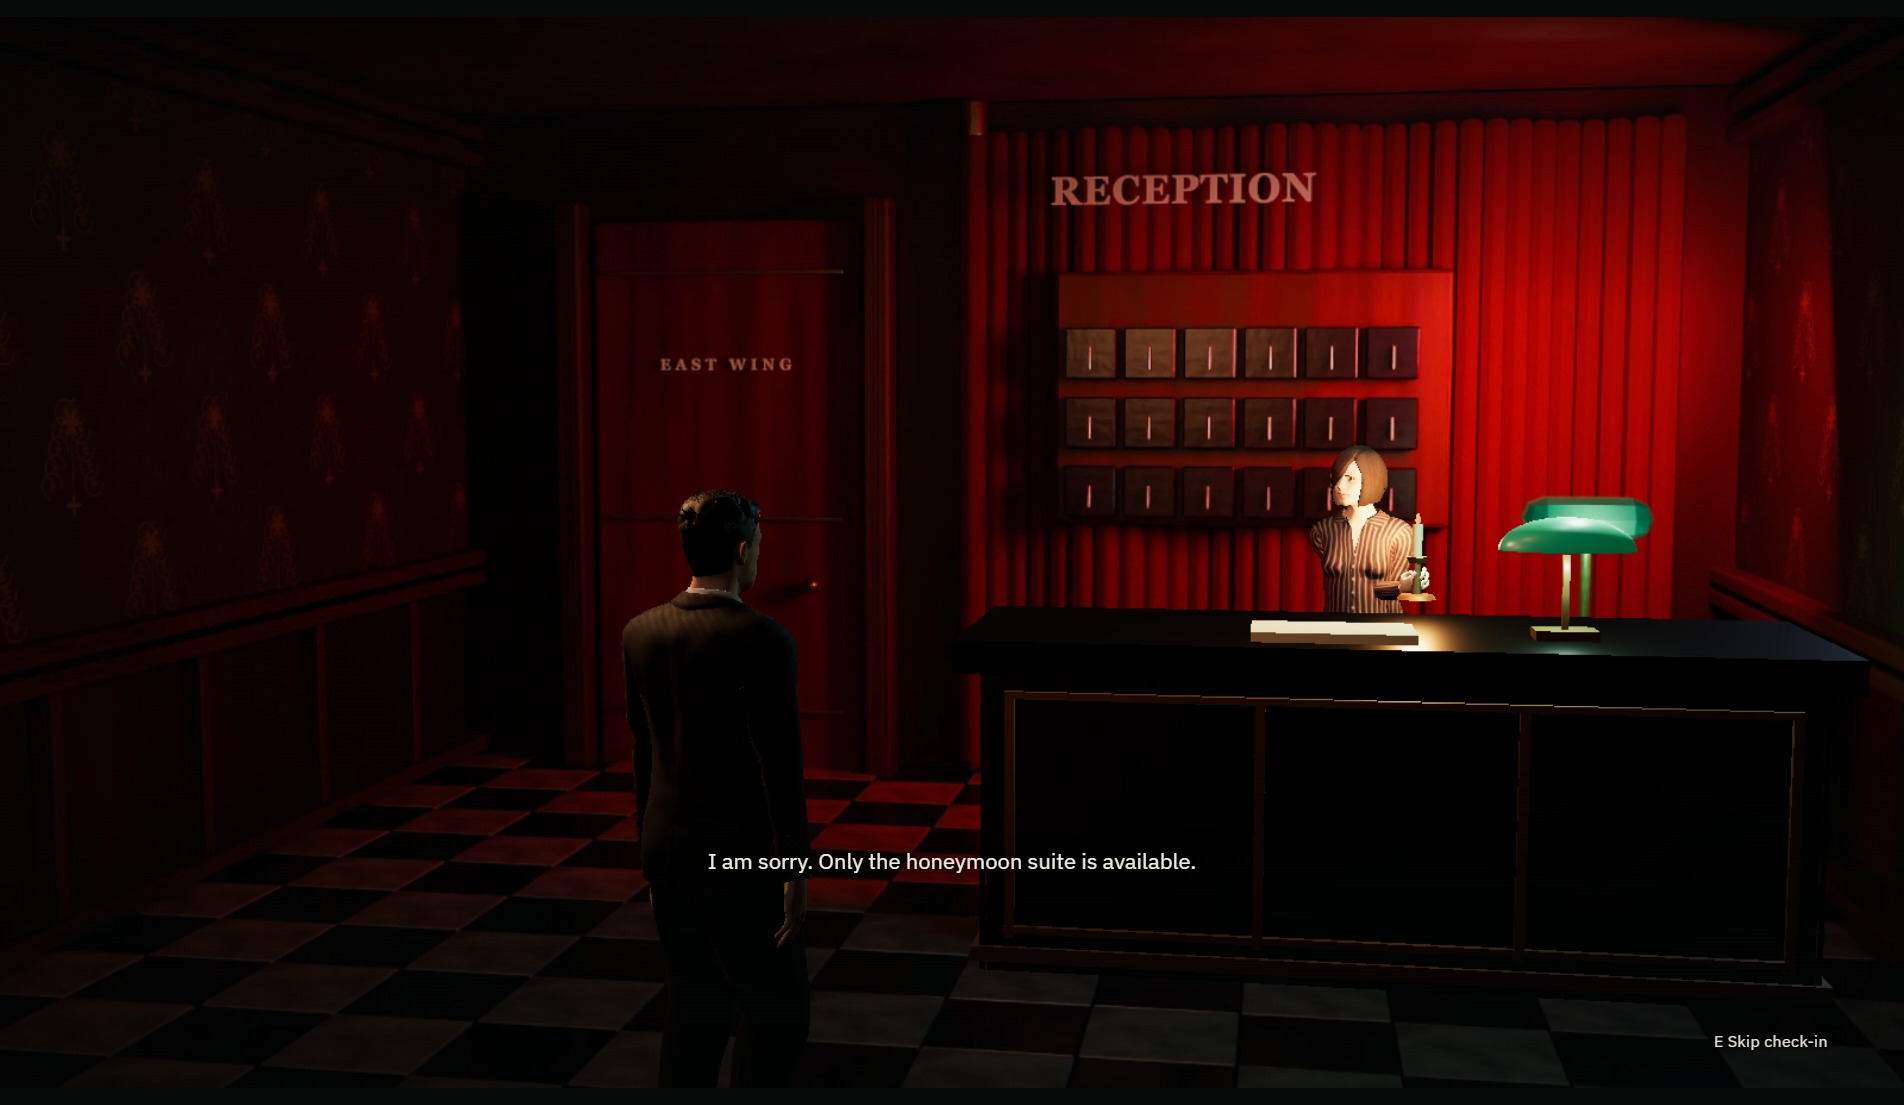 RECEPTION
EAST WING
I am sorry. Only the honeymoon suite is available.
E Skip check-in